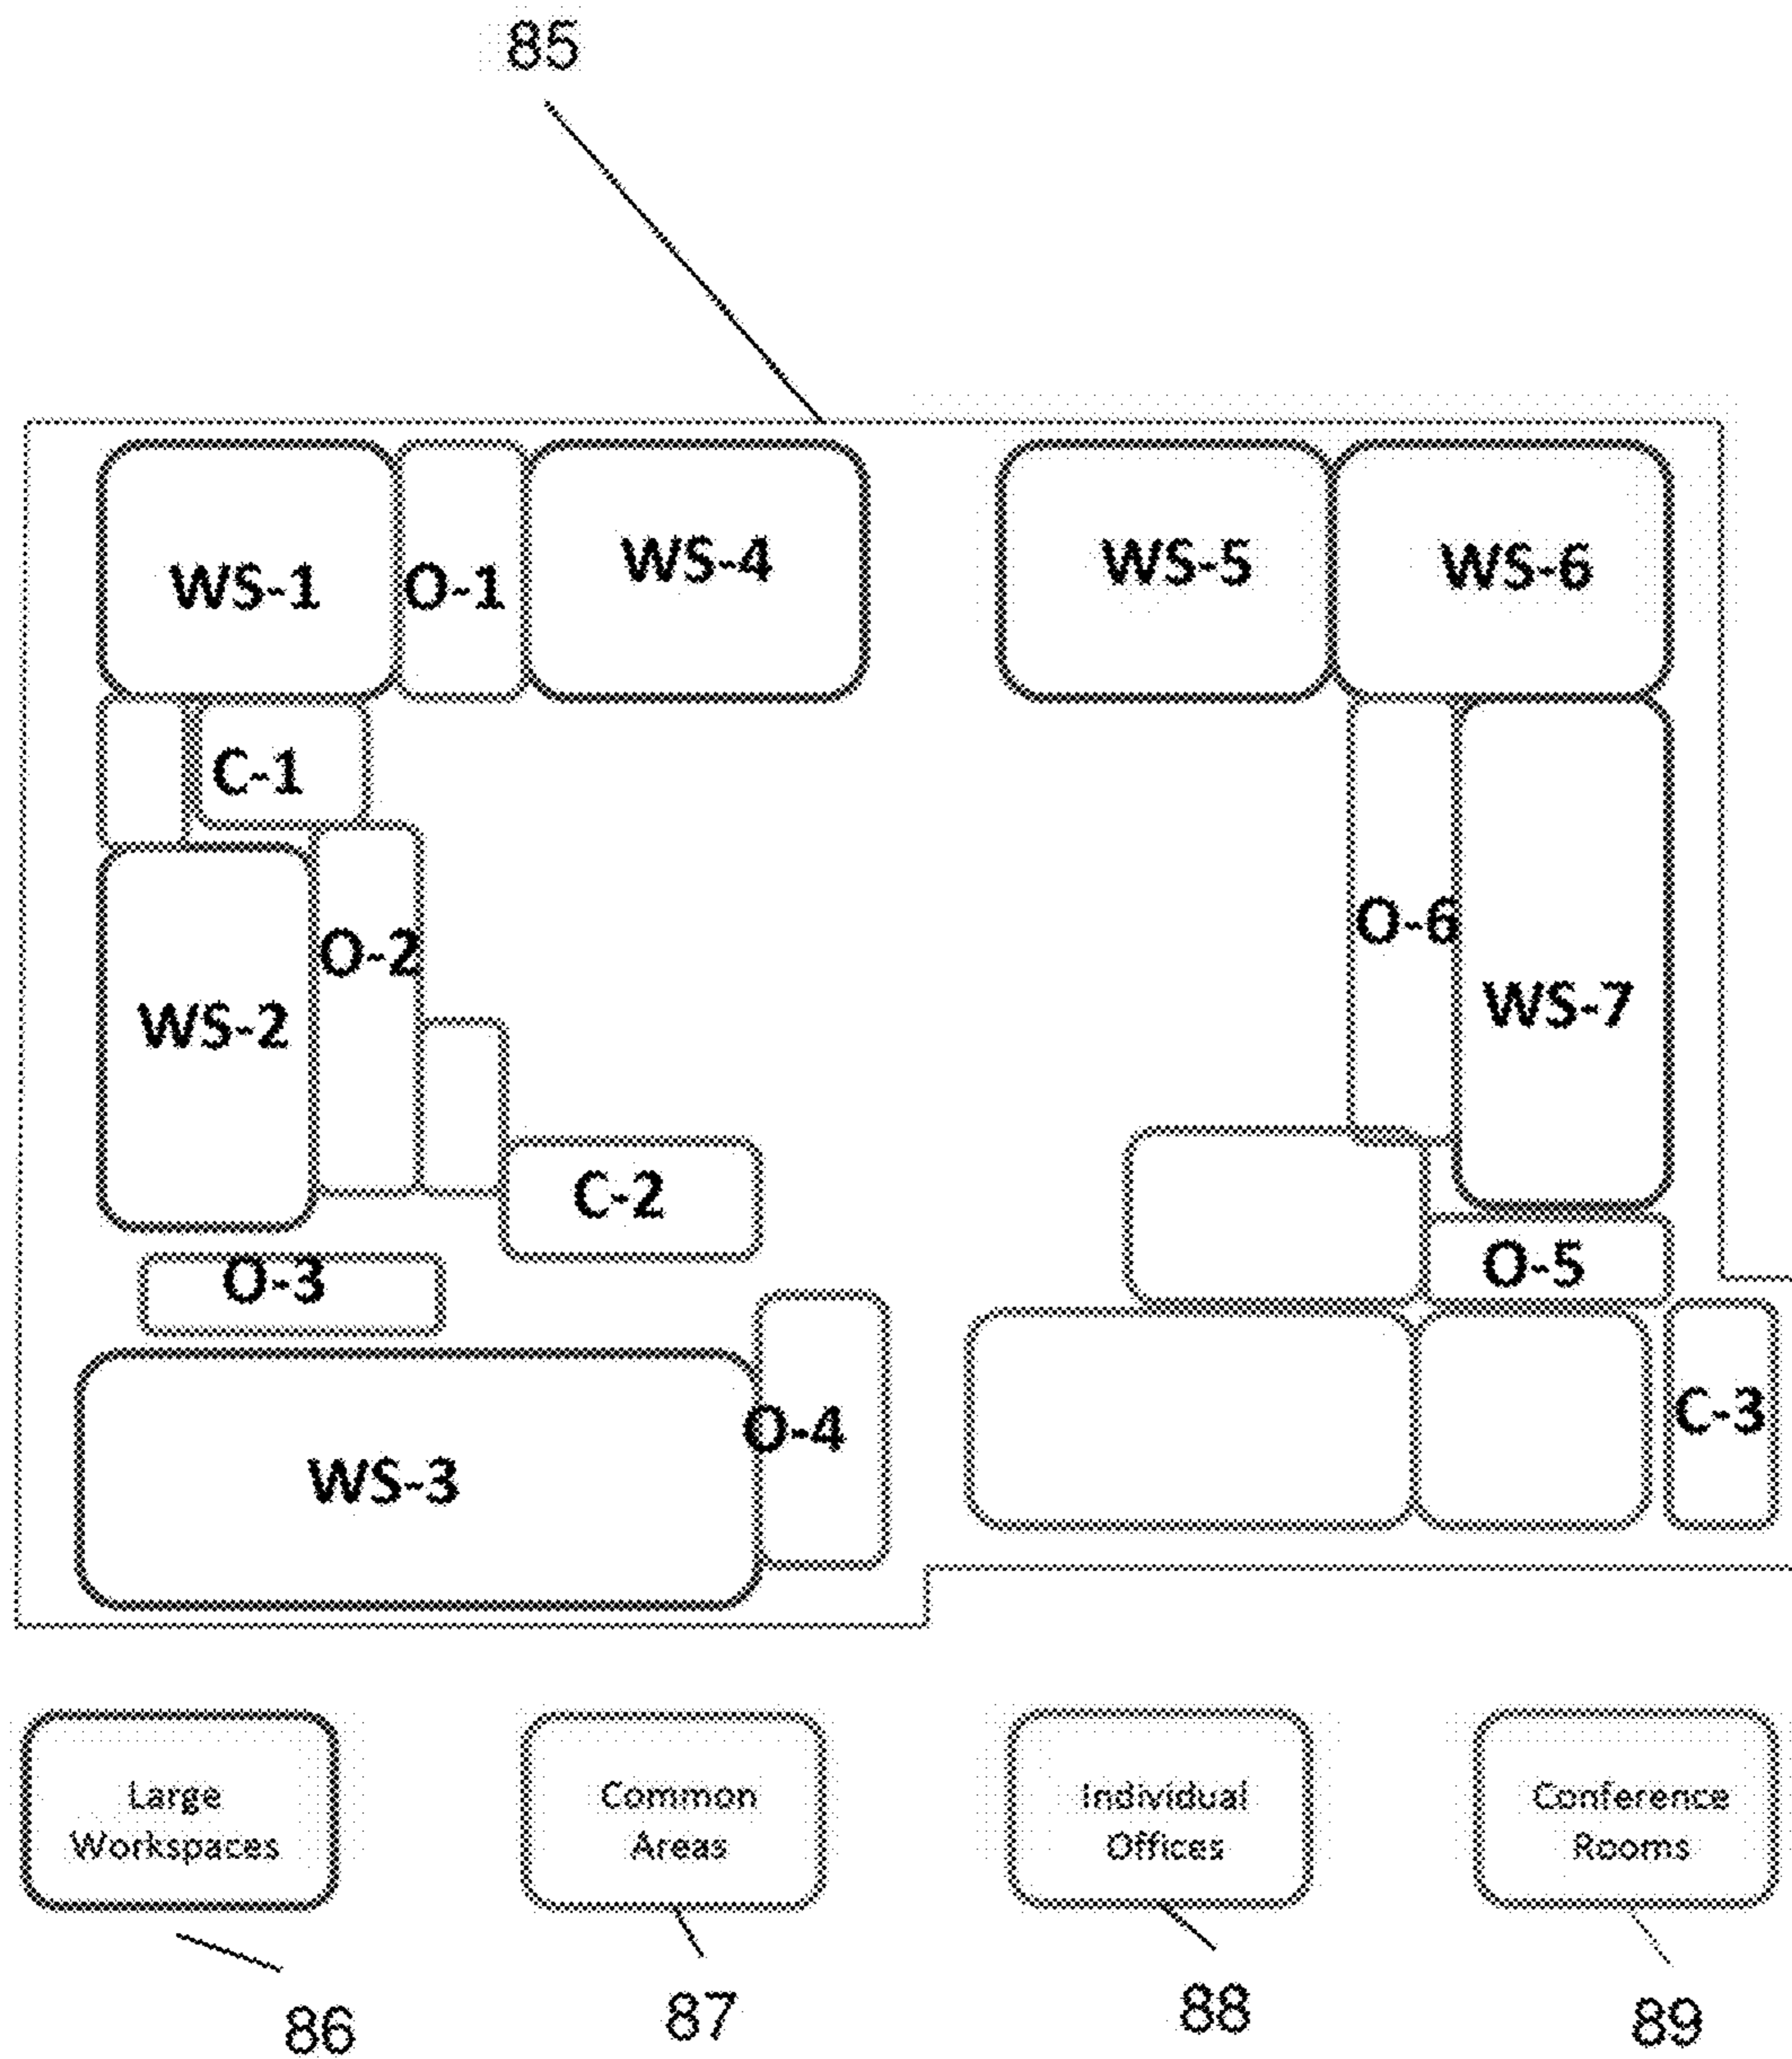 85
WS-1
O-1
WS-4
WS-5
WS-6
C-1
O-2
O-6
WS-2
WS-7
C-2
O-3
O-5
O-4
C-3
WS-3
Large
Workspaces
Common
Areas
Individual
Offices
Conference
Rooms
86
87
88
89